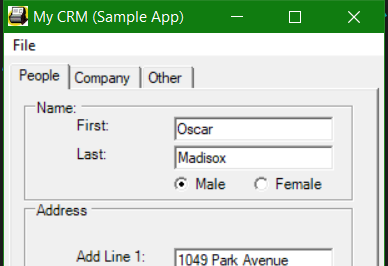 My CRM (Sample App)
File
People Company Other
Name:
First: Oscar
Last: Madisox
Male Female
Address
Add Line 1: 1049 Park Avenue